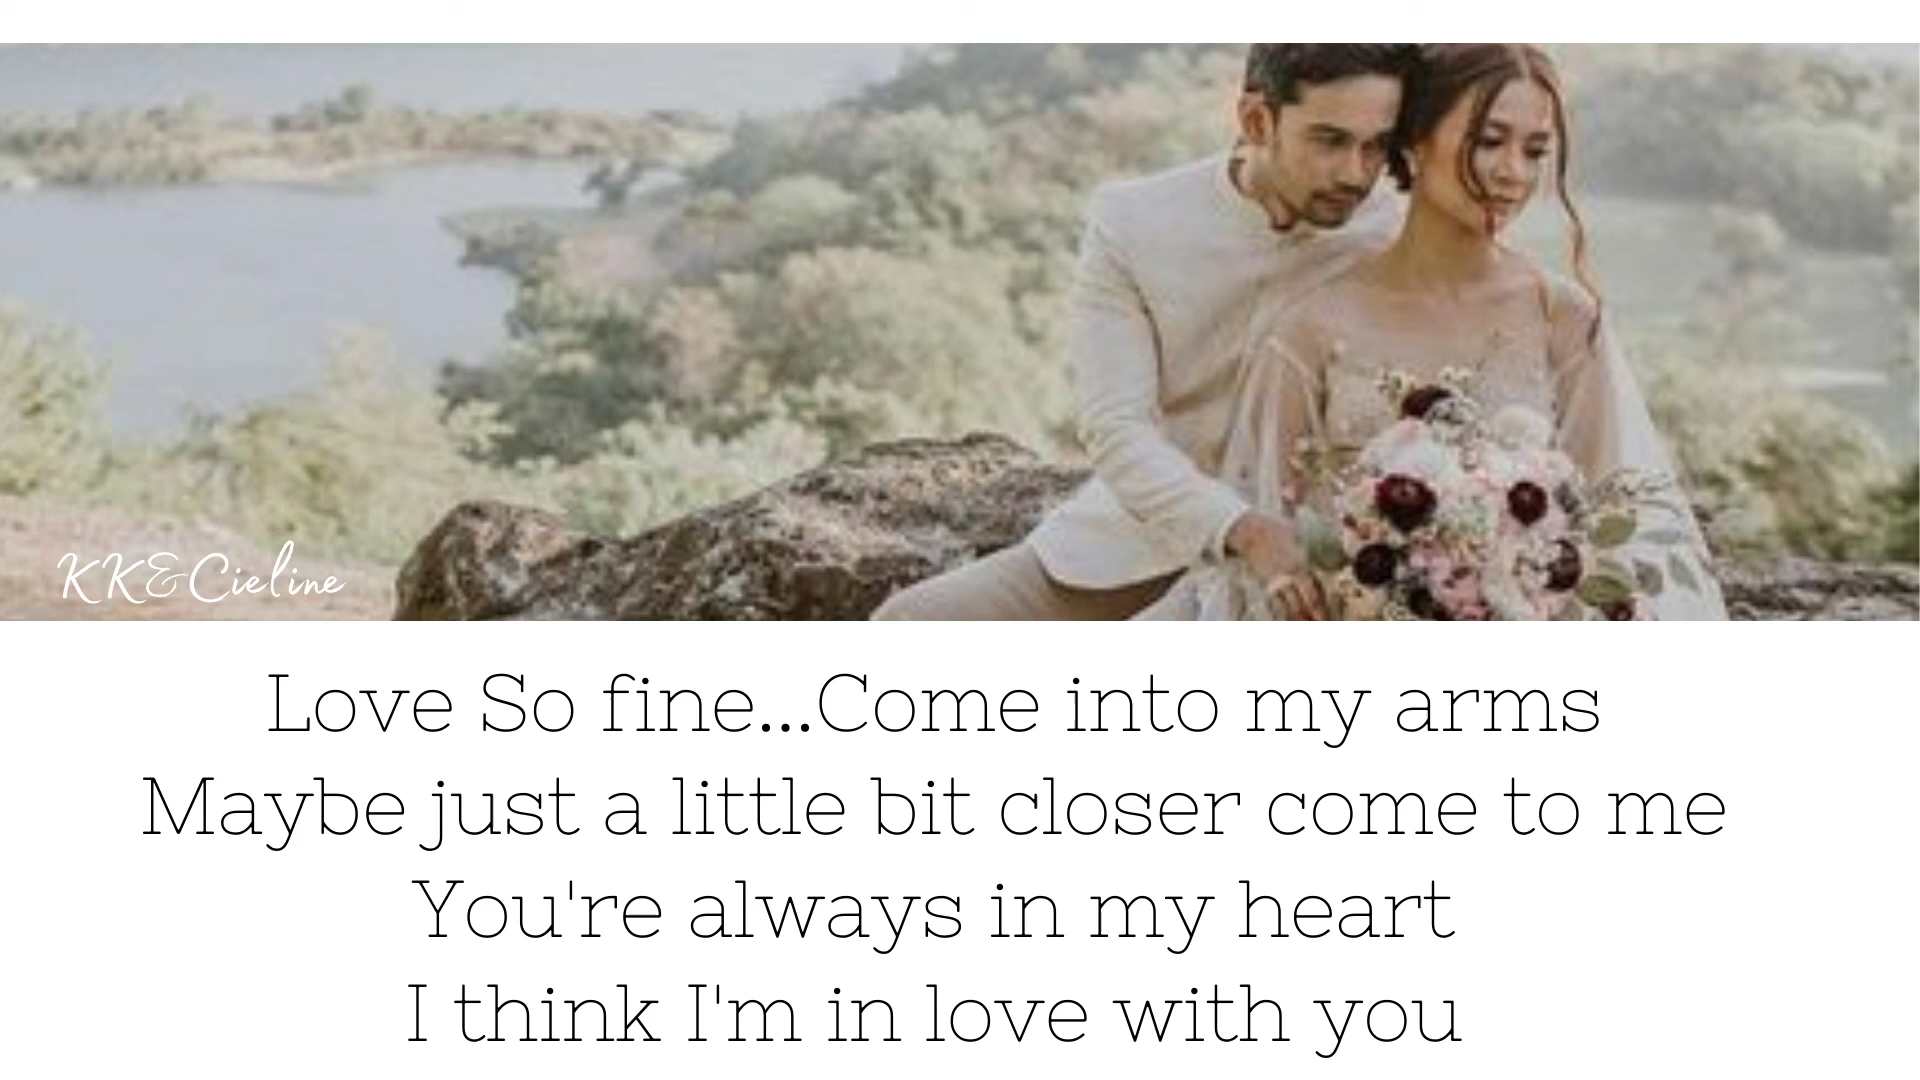 KK&Cieline
Love So fine...Come into my arms
Maybe just a little bit closer come to me
You're always in my heart
I think I'm in love with you